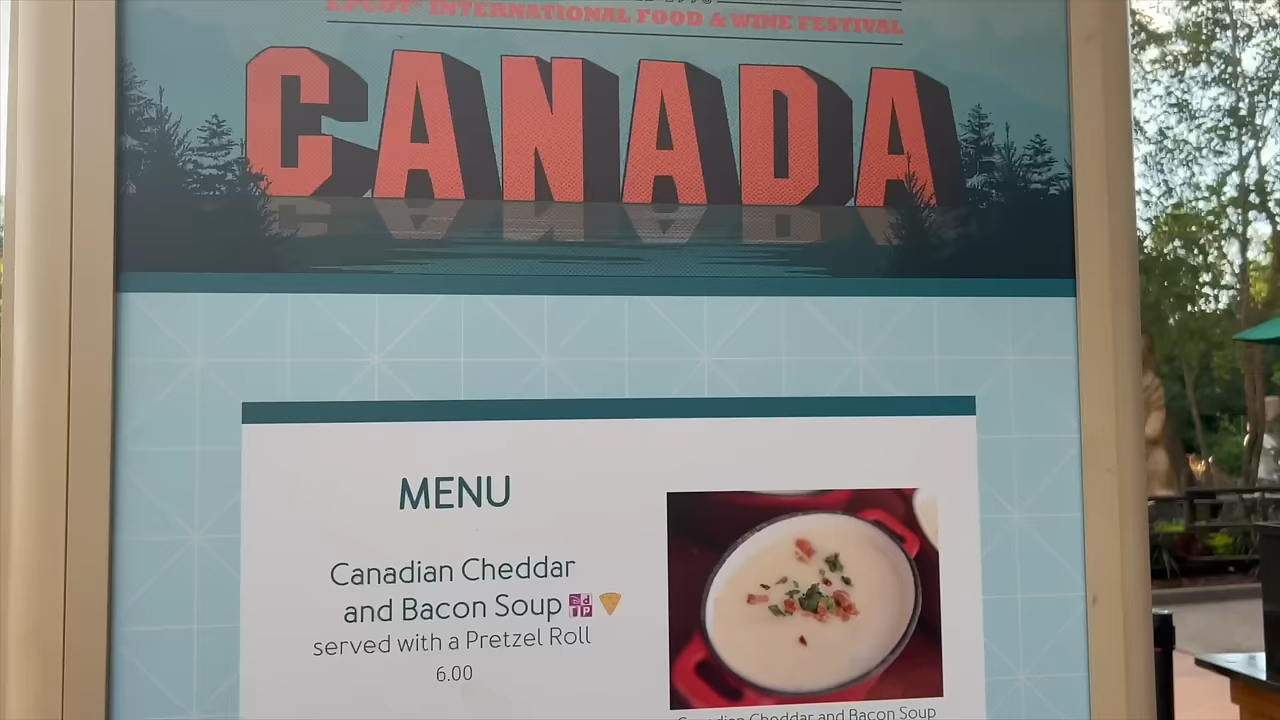 EPCOT® INTERNATIONAL FOOD & WINE FESTIVAL
CANADA
MENU
Canadian Cheddar
and Bacon Soup
served with a Pretzel Roll
6.00
Canadian Cheddar and Bacon Soup